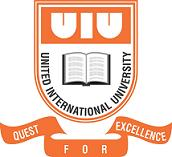 UIU
UNITED INTERNATIONAL UNIVERSITY
QUEST
FOR
EXCELLENCE